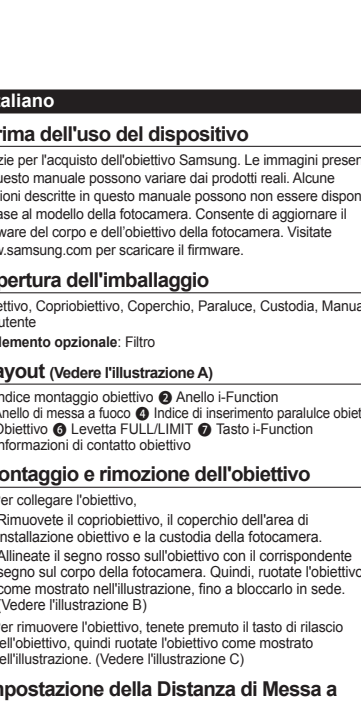 taliano
rima dell'uso del dispositivo
zie per l'acquisto dell'obiettivo Samsung. Le immagini presen
uesto manuale possono variare dai prodotti reali. Alcune
ioni descritte in questo manuale possono non essere dispon
ase al modello della fotocamera. Consente di aggiornare il
ware del corpo e dell'obiettivo della fotocamera. Visitate
w.samsung.com per scaricare il firmware.
pertura dell'imballaggio
ettivo, Copriobiettivo, Coperchio, Paraluce, Custodia, Manua
utente
lemento opzionale: Filtro
ayout (Vedere l'illustrazione A)
ndice montaggio obiettivo ❷ Anello i-Function
Anello di messa a fuoco ❹ Indice di inserimento paralulce obiet
Obiettivo ❻ Levetta FULL/LIMIT ❼ Tasto i-Function
nformazioni di contatto obiettivo
ontaggio e rimozione dell'obiettivo
er collegare l'obiettivo,
Rimuovete il copriobiettivo, il coperchio dell'area di
nstallazione obiettivo e la custodia della fotocamera.
Allineate il segno rosso sull'obiettivo con il corrispondente
segno sul corpo della fotocamera. Quindi, ruotate l'obiettivo
come mostrato nell'illustrazione, fino a bloccarlo in sede.
(Vedere l'illustrazione B)
er rimuovere l'obiettivo, tenete premuto il tasto di rilascio
ell'obiettivo, quindi ruotate l'obiettivo come mostrato
ell'illustrazione. (Vedere l'illustrazione C)
mpostazione della Distanza di Messa a